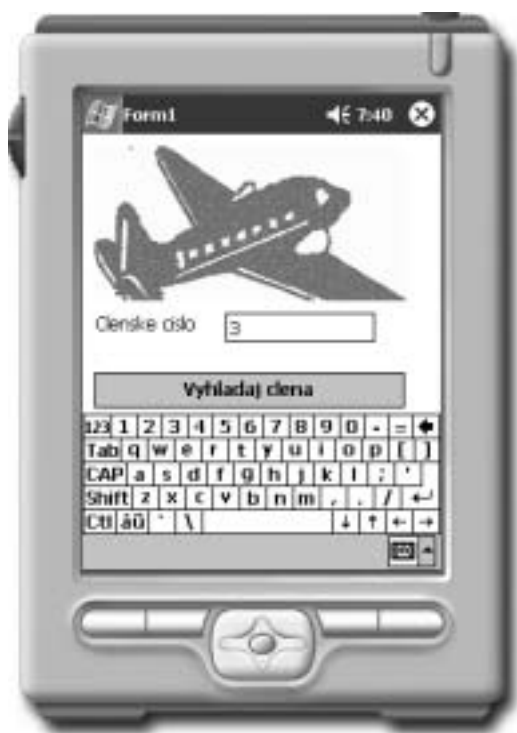 Form1 7:40
Clenske cislo 3
Vyhladaj clena
123 1 2 3 4 5 6 7 8 9 0 - =
Tab q w e r t y u i o p [ ]
CAP a s d f g h j k l ; '
Shift z x c v b n m , . /
Ctl áü ` \